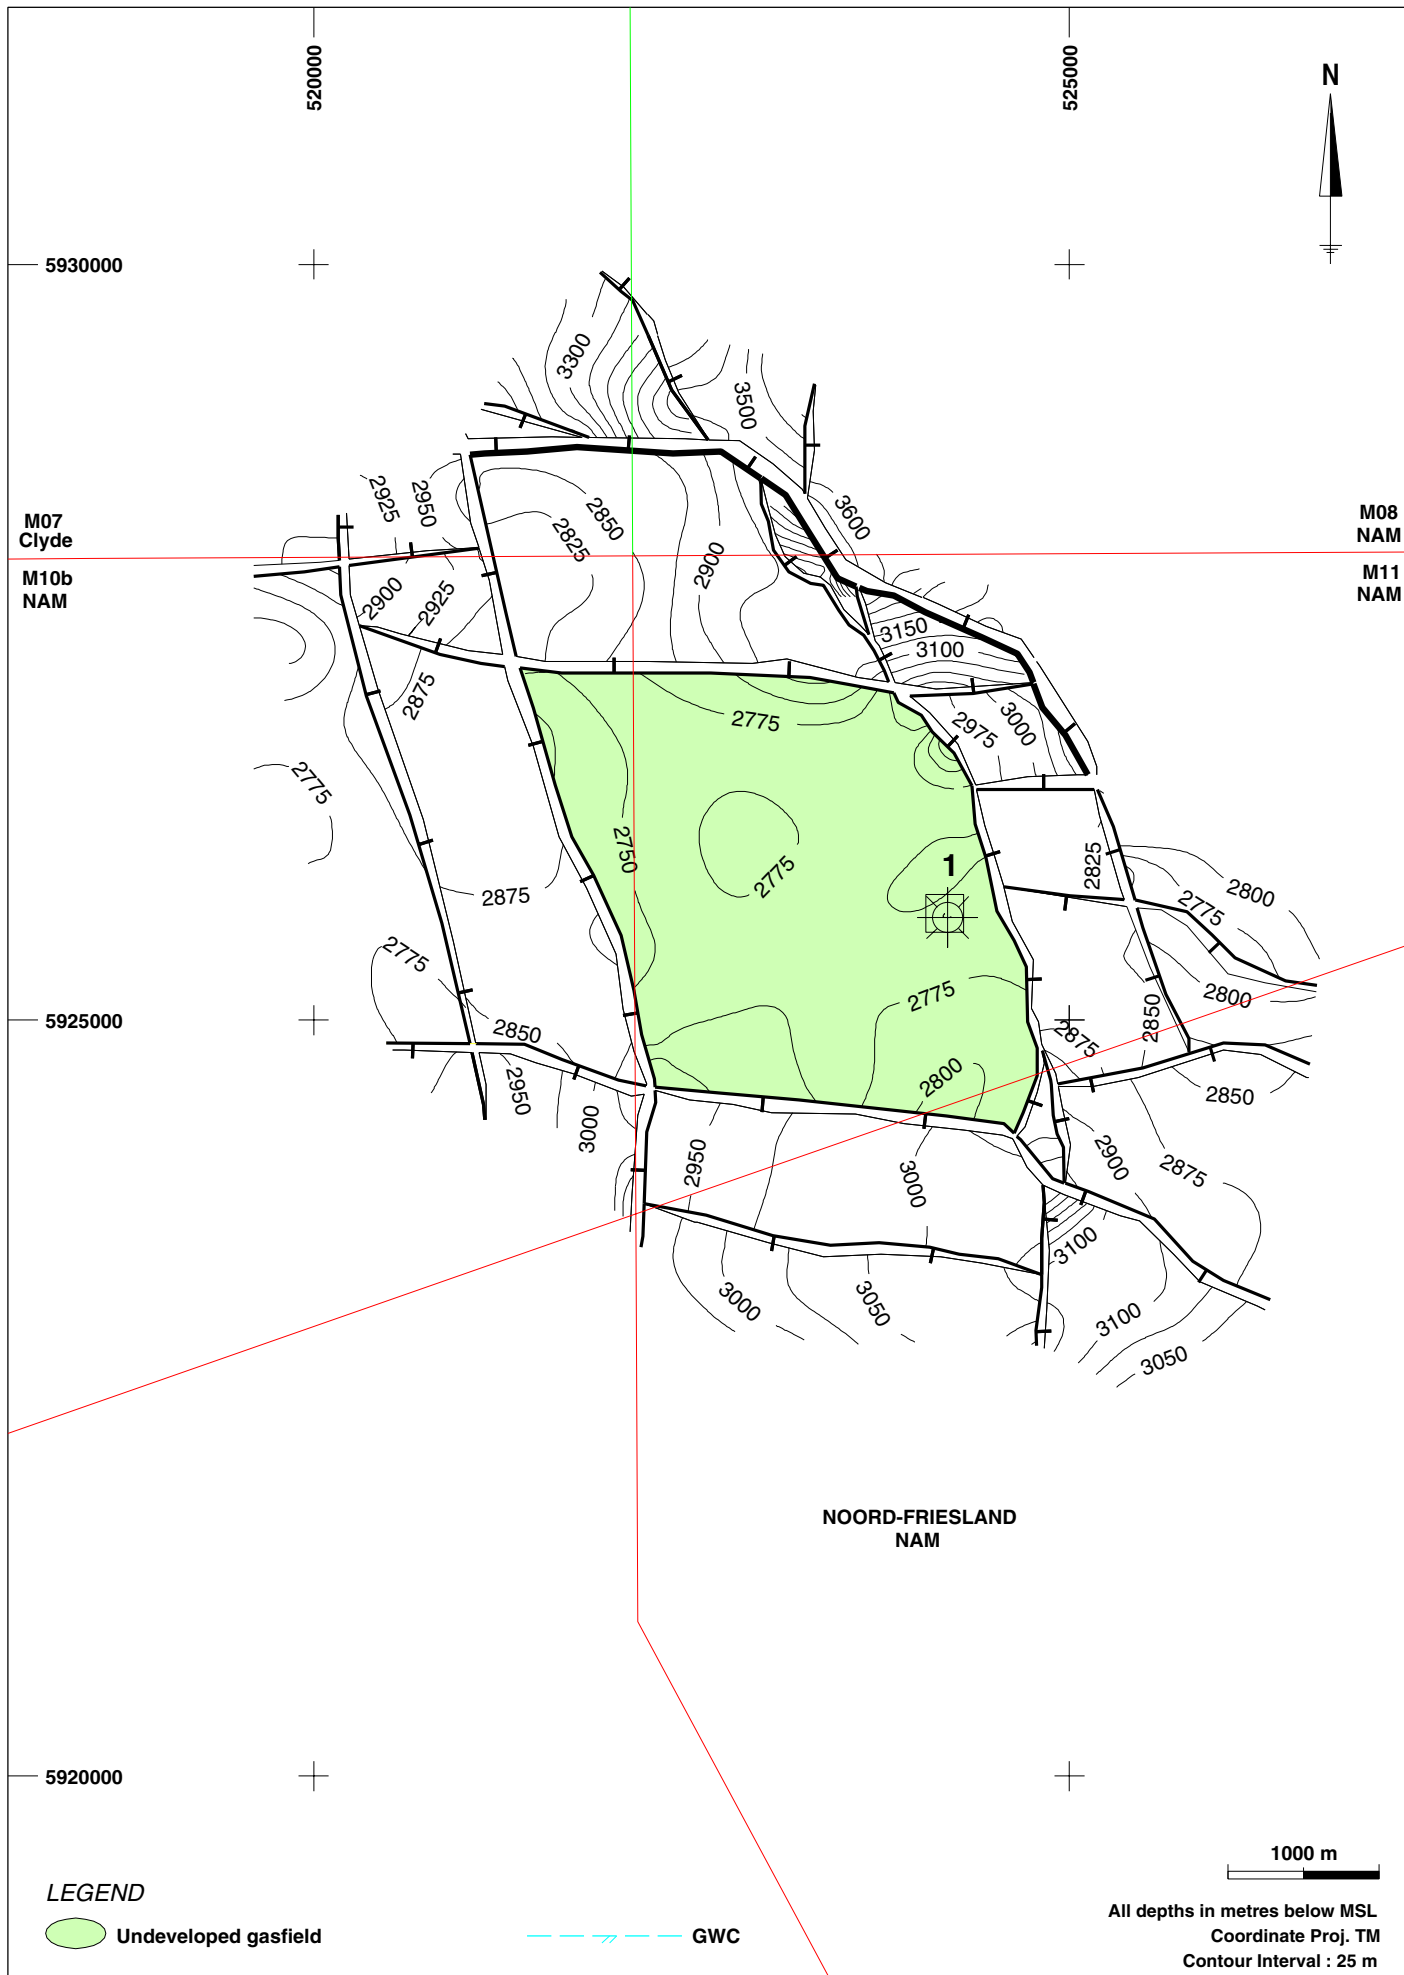 520000
525000
N
5930000
3300
3500
2925
2950
2850
2825
3600
M07
Clyde
M08
NAM
M10b
NAM
M11
NAM
2900
2900
2925
3150
3100
2875
2775
2975
3000
2775
2750
2775
1
2825
2875
2800
2775
2775
2775
2800
5925000
2850
2875
2850
2950
2800
2850
3000
2950
3000
2900
2875
3100
3000
3050
3100
3050
NOORD-FRIESLAND
NAM
5920000
1000 m
LEGEND
Undeveloped gasfield
GWC
All depths in metres below MSL
Coordinate Proj. TM
Contour Interval : 25 m